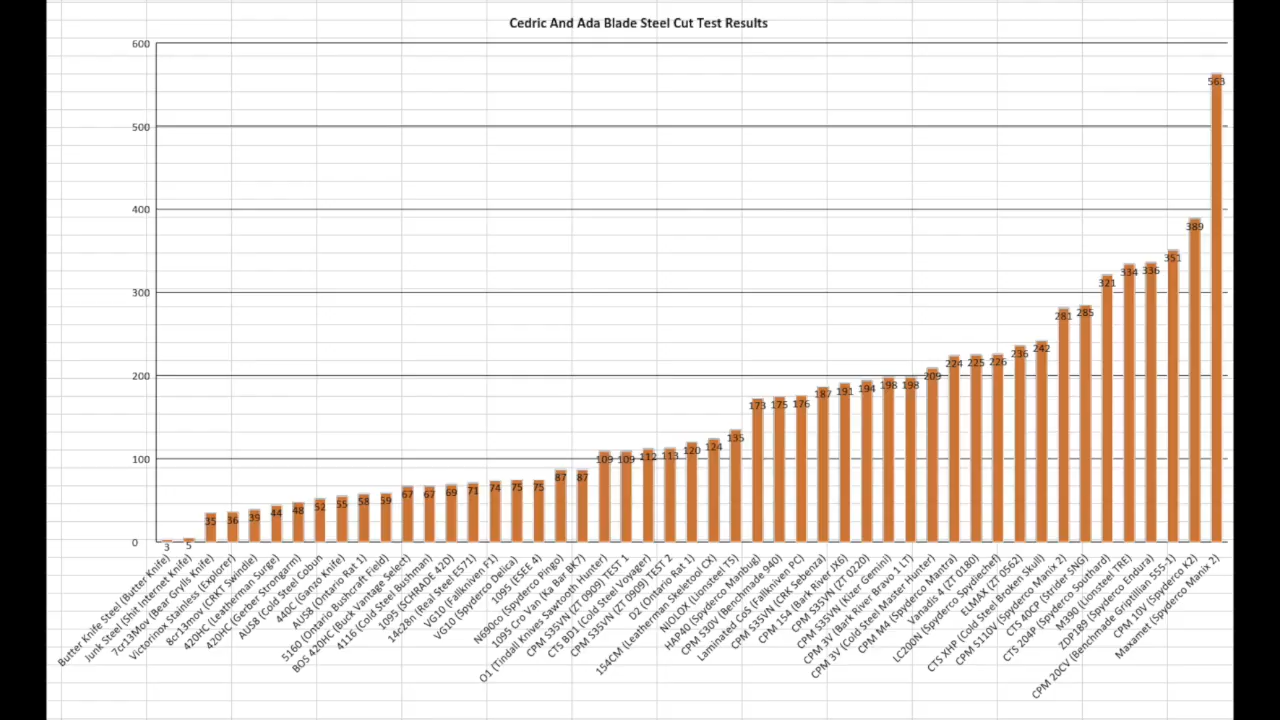 Cedric And Ada Blade Steel Cut Test Results
600
500
400
300
200
100
0
3
5
35
36
39
44
48
52
55
58
59
67
67
69
71
74
75
75
87
87
109
109
112
113
120
124
135
173
175
176
187
191
194
198
198
209
224
225
226
236
242
281
285
321
334
336
351
389
563
Butter Knife Steel (Butter Knife)
Junk Steel (Shit Internet Knife)
7cr13Mov (Bear Grylls Knife)
Victorinox Stainless (Explorer)
8cr13mov (CRKT Swindle)
420HC (Leatherman Surge)
420HC (Gerber Strongarm)
AUS8 (Cold Steel Cobun
440C (Ganzo Knife)
AUS8 (Ontario Rat 1)
5160 (Ontario Bushcraft Field)
BOS 420HC (Buck Vantage Select)
4116 (Cold Steel Bushman)
1095 (SCHRADE 42D)
14c28n (Real Steel E571)
VG10 (Fallkniven F1)
VG10 (Spyderco Delica)
1095 (ESEE 4)
N690co (Spyderco Pingo)
1095 Cro Van (Ka Bar BK7)
O1 (Tindall Knives Sawtooth Hunter)
CPM S35VN (ZT 0909) TEST 1
CTS BD1 (Cold Steel Voyager)
CPM S35VN (ZT 0909) TEST 2
D2 (Ontario Rat 1)
154CM (Leatherman Skeletool CX)
NIOLOX (Lionsteel T5)
HAP40 (Spyderco Manbug)
CPM S30V (Benchmade 940)
Laminated CoS (Fallkniven PC)
CPM S35VN (CRK Sebenza)
CPM 154 (Bark River JX6)
CPM S35VN (ZT 0220)
CPM S35VN (Kizer Gemini)
CPM 3V (Bark River Bravo 1 LT)
CPM 3V (Cold Steel Master Hunter)
CPM M4 (Spyderco Mantra)
Vanadis 4 (ZT 0180)
LC200N (Spyderco Spydiechef)
ELMAX (ZT 0562)
CTS XHP (Cold Steel Broken Skull)
CPM S110V (Spyderco Manix 2)
CTS 40CP (Strider SNG)
CTS 204P (Spyderco Southard)
M390 (Lionsteel TRE)
ZDP189 (Spyderco Endura)
CPM 20CV (Benchmade Griptillian 555-1)
CPM 10V (Spyderco K2)
Maxamet (Spyderco Manix 2)